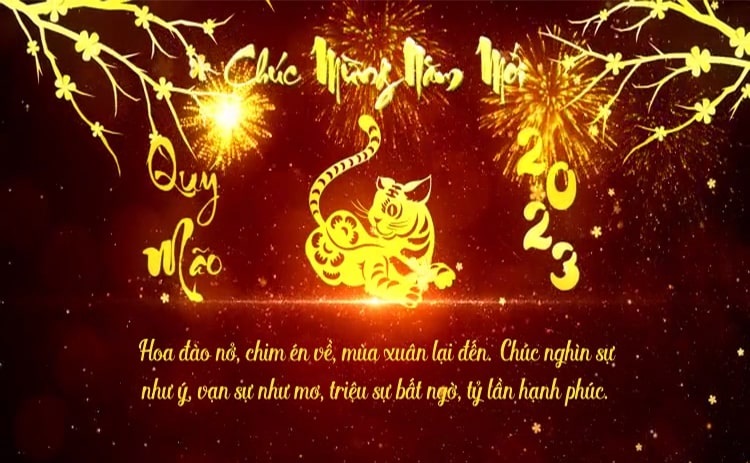 Chúc Mừng Năm Mới
Quy
Mão
2023
Hoa đào nở, chim én về, mùa xuân lại đến. Chúc nghìn sự
như ý, vạn sự như mơ, triệu sự bất ngờ, tỷ lần hạnh phúc.